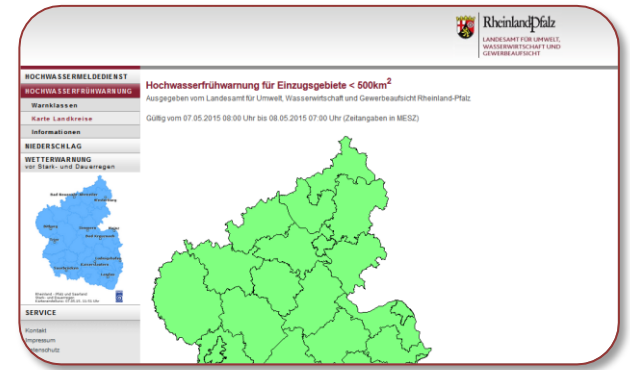 RheinlandPfalz
LANDESAMT FÜR UMWELT,
WASSERWIRTSCHAFT UND
GEWERBEAUFSICHT
HOCHWASSERMELDEDIENST
HOCHWASSERFRÜHWARNUNG
Warnklassen
Karte Landkreise
Informationen
NIEDERSCHLAG
WETTERWARNUNG
vor Stark- und Dauerregen
SERVICE
Kontakt
Impressum
Datenschutz
Hochwasserfrühwarnung für Einzugsgebiete < 500km²
Ausgegeben vom Landesamt für Umwelt, Wasserwirtschaft und Gewerbeaufsicht Rheinland-Pfalz
Gültig vom 07.05.2015 08:00 Uhr bis 08.05.2015 07:00 Uhr (Zeitangaben in MESZ)